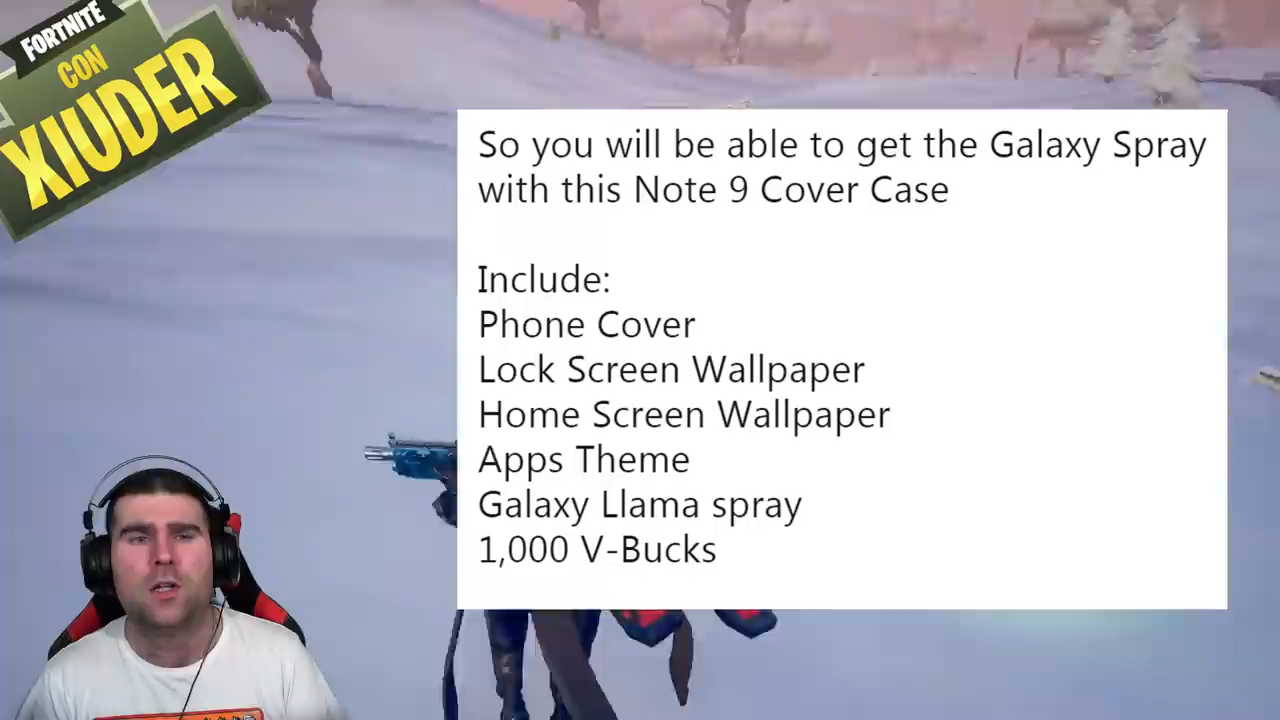 FORTNITE
CON
XIUDER
So you will be able to get the Galaxy Spray
with this Note 9 Cover Case
Include:
Phone Cover
Lock Screen Wallpaper
Home Screen Wallpaper
Apps Theme
Galaxy Llama spray
1,000 V-Bucks